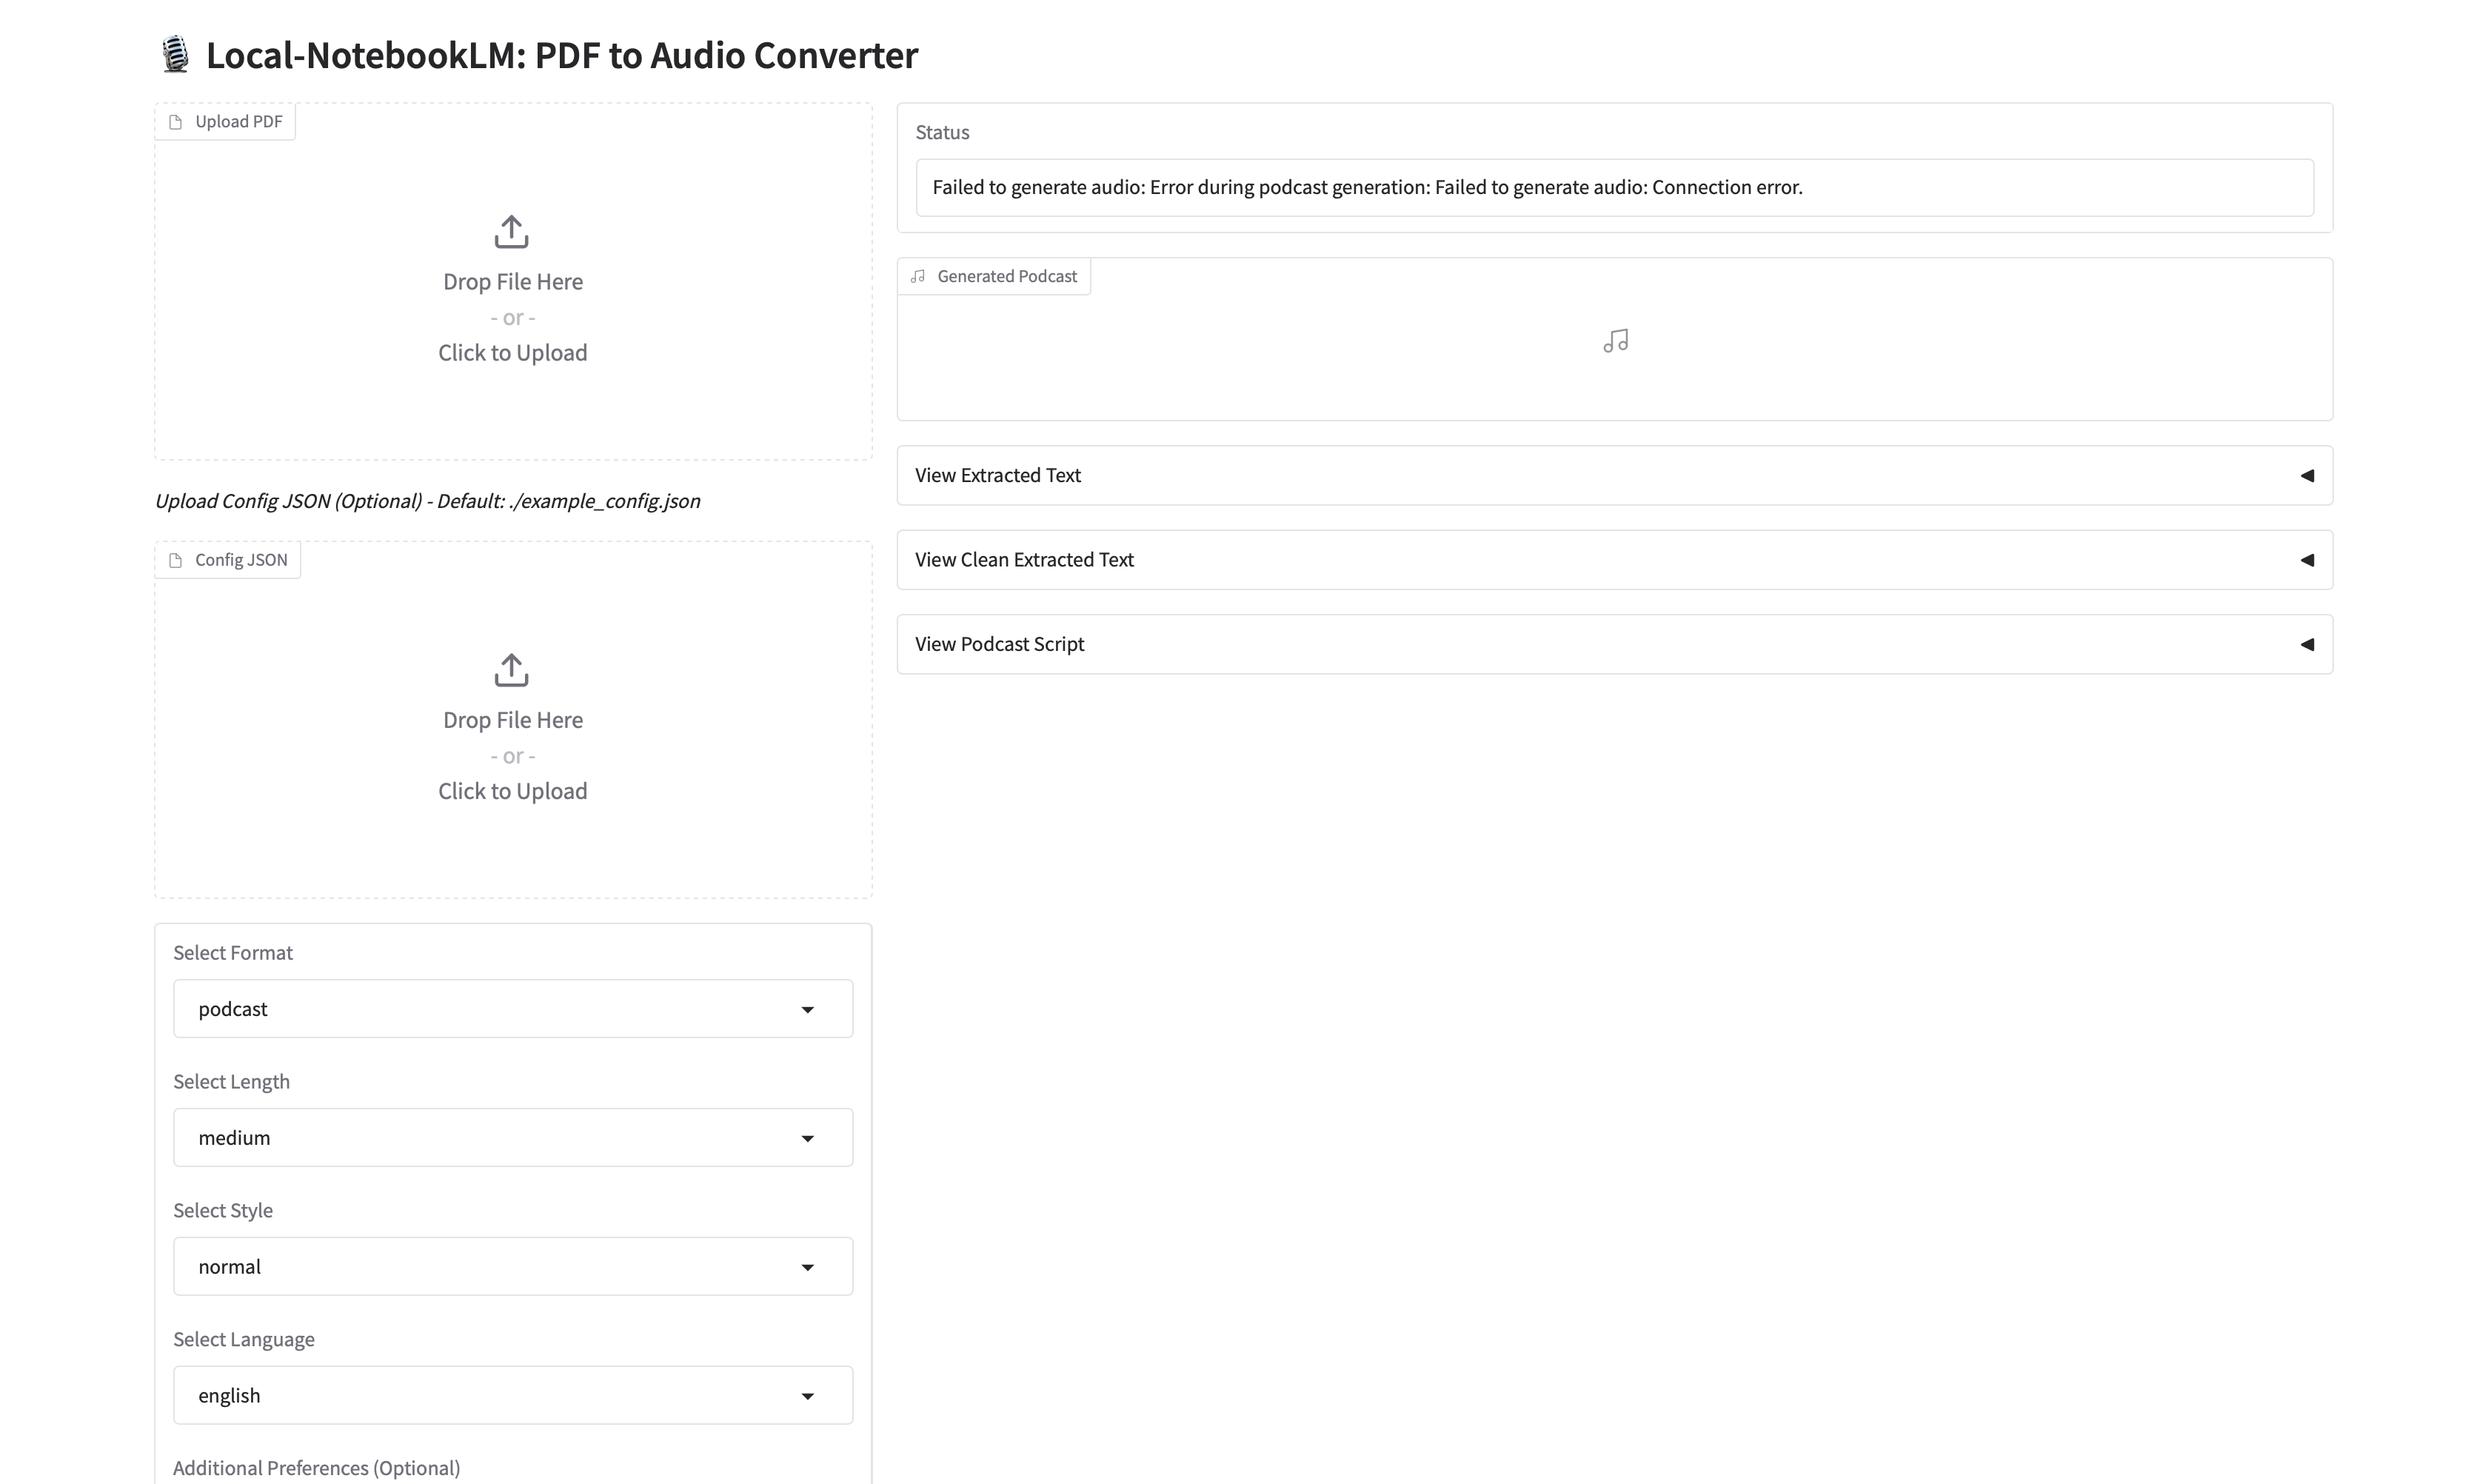 Local-NotebookLM: PDF to Audio Converter
Upload PDF
Drop File Here
- or -
Click to Upload
Upload Config JSON (Optional) - Default: ./example_config.json
Config JSON
Drop File Here
- or -
Click to Upload
Select Format
podcast
Select Length
medium
Select Style
normal
Select Language
english
Additional Preferences (Optional)
Status
Failed to generate audio: Error during podcast generation: Failed to generate audio: Connection error.
Generated Podcast
View Extracted Text
View Clean Extracted Text
View Podcast Script